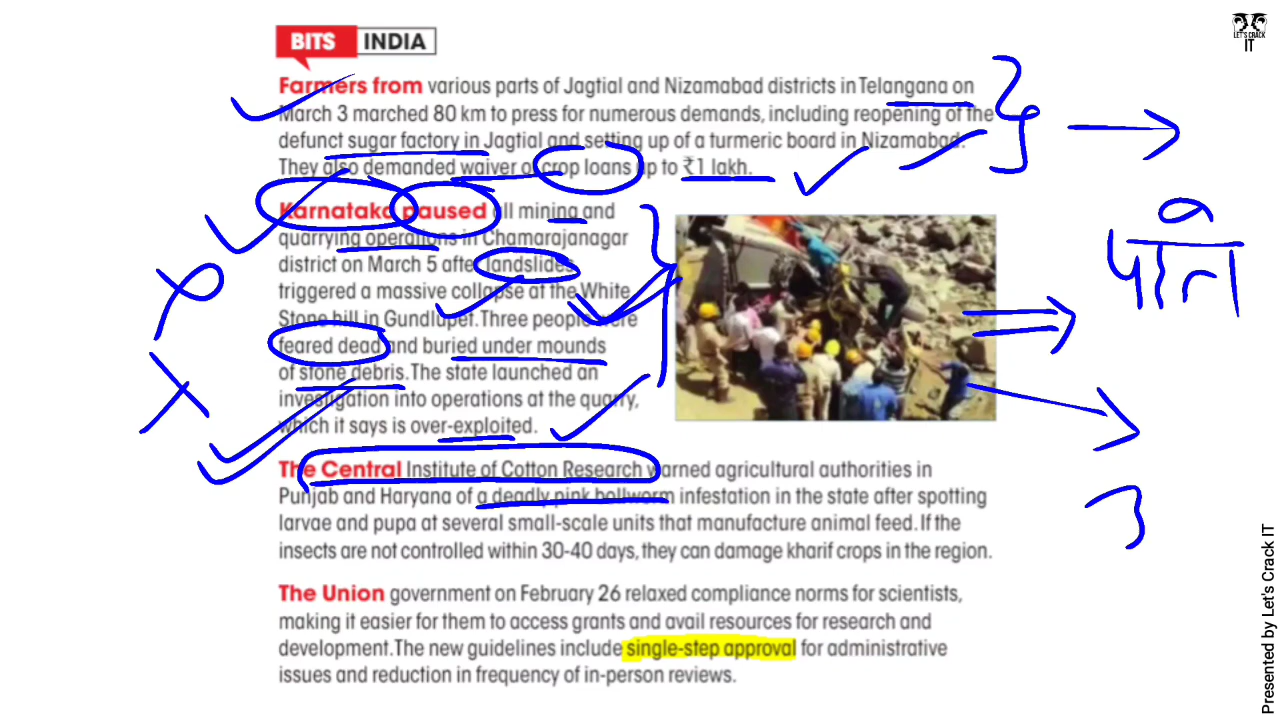 LET'S CRACK
IT
BITS INDIA
Farmers from various parts of Jagtial and Nizamabad districts in Telangana on
March 3 marched 80 km to press for numerous demands, including reopening of the
defunct sugar factory in Jagtial and setting up of a turmeric board in Nizamabad.
They also demanded waiver of crop loans up to ₹1 lakh.
Karnataka paused all mining and
quarrying operations in Chamarajanagar
district on March 5 after landslides
triggered a massive collapse at the White
Stone hill in Gundlupet. Three people were
feared dead and buried under mounds
of stone debris. The state launched an
investigation into operations at the quarry,
which it says is over-exploited.
The Central Institute of Cotton Research warned agricultural authorities in
Punjab and Haryana of a deadly pink bollworm infestation in the state after spotting
larvae and pupa at several small-scale units that manufacture animal feed. If the
insects are not controlled within 30-40 days, they can damage kharif crops in the region.
The Union government on February 26 relaxed compliance norms for scientists,
making it easier for them to access grants and avail resources for research and
development. The new guidelines include single-step approval for administrative
issues and reduction in frequency of in-person reviews.
3
Presented by Let's Crack IT